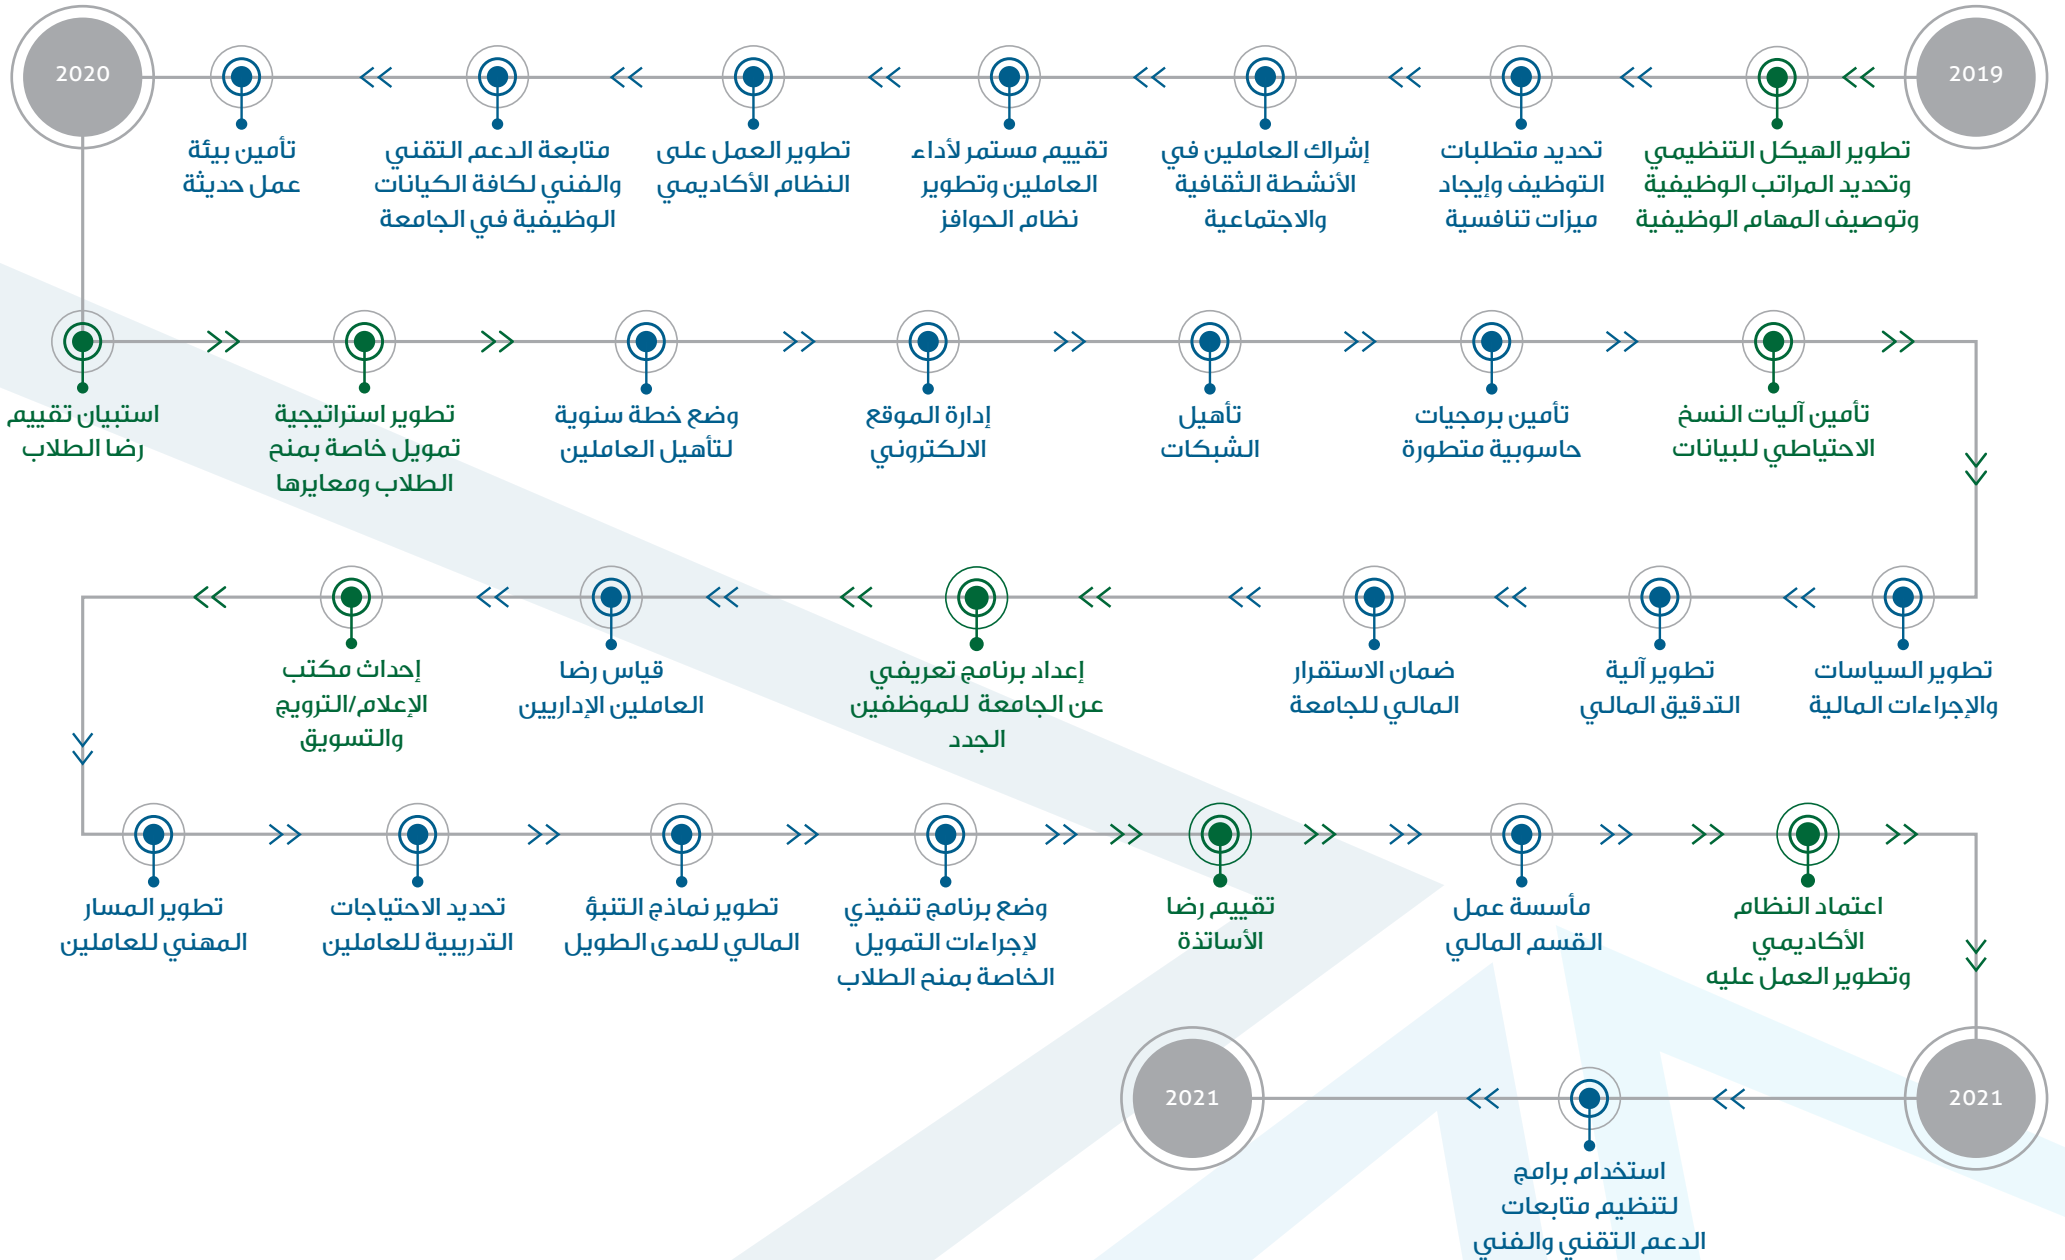 2019
تطوير الهيكل التنظيمي
وتحديد المراتب الوظيفية
وتوصيف المهام الوظيفية
تحديد متطلبات
التوظيف وإيجاد
ميزات تنافسية
إشراك العاملين في
الأنشطة الثقافية
والاجتماعية
تقييم مستمر لأداء
العاملين وتطوير
نظام الحوافز
تطوير العمل على
النظام الأكاديمي
متابعة الدعم التقني
والفني لكافة الكيانات
الوظيفية في الجامعة
تأمين بيئة
عمل حديثة
2020
استبيان تقييم
رضا الطلاب
تطوير استراتيجية
تمويل خاصة بمنح
الطلاب ومعايرها
وضع خطة سنوية
لتأهيل العاملين
إدارة الموقع
الالكتروني
تأهيل
الشبكات
تأمين برمجيات
حاسوبية متطورة
تأمين آليات النسخ
الاحتياطي للبيانات
تطوير السياسات
والإجراءات المالية
تطوير آلية
التدقيق المالي
ضمان الاستقرار
المالي للجامعة
إعداد برنامج تعريفي
عن الجامعة للموظفين
الجدد
قياس رضا
العاملين الإداريين
إحداث مكتب
الإعلام/الترويج
والتسويق
تطوير المسار
المهني للعاملين
تحديد الاحتياجات
التدريبية للعاملين
تطوير نماذج التنبؤ
المالي للمدى الطويل
وضع برنامج تنفيذي
لإجراءات التمويل
الخاصة بمنح الطلاب
تقييم رضا
الأساتذة
مأسسة عمل
القسم المالي
اعتماد النظام
الأكاديمي
وتطوير العمل عليه
2021
استخدام برامج
لتنظيم متابعات
الدعم التقني والفني
2021